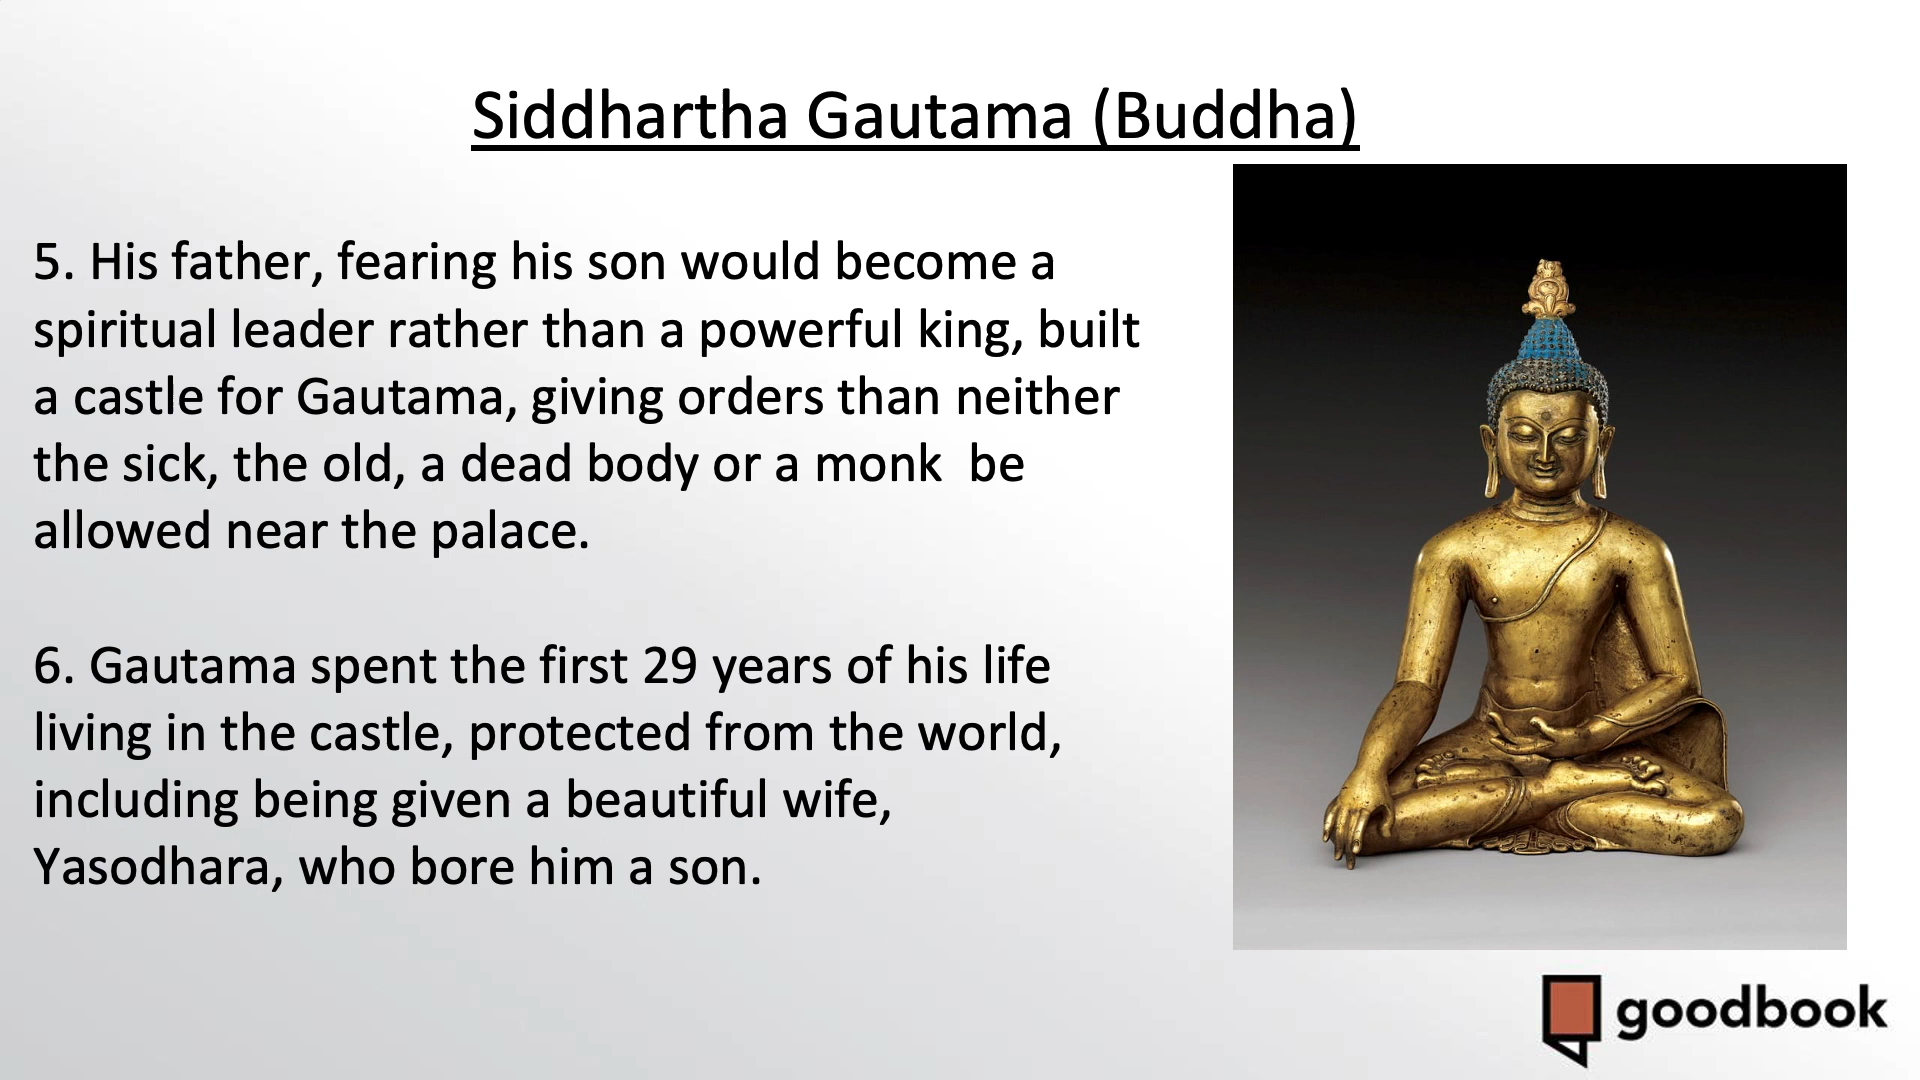 Siddhartha Gautama (Buddha)
5. His father, fearing his son would become a
spiritual leader rather than a powerful king, built
a castle for Gautama, giving orders than neither
the sick, the old, a dead body or a monk  be
allowed near the palace.
6. Gautama spent the first 29 years of his life
living in the castle, protected from the world,
including being given a beautiful wife,
Yasodhara, who bore him a son.
goodbook